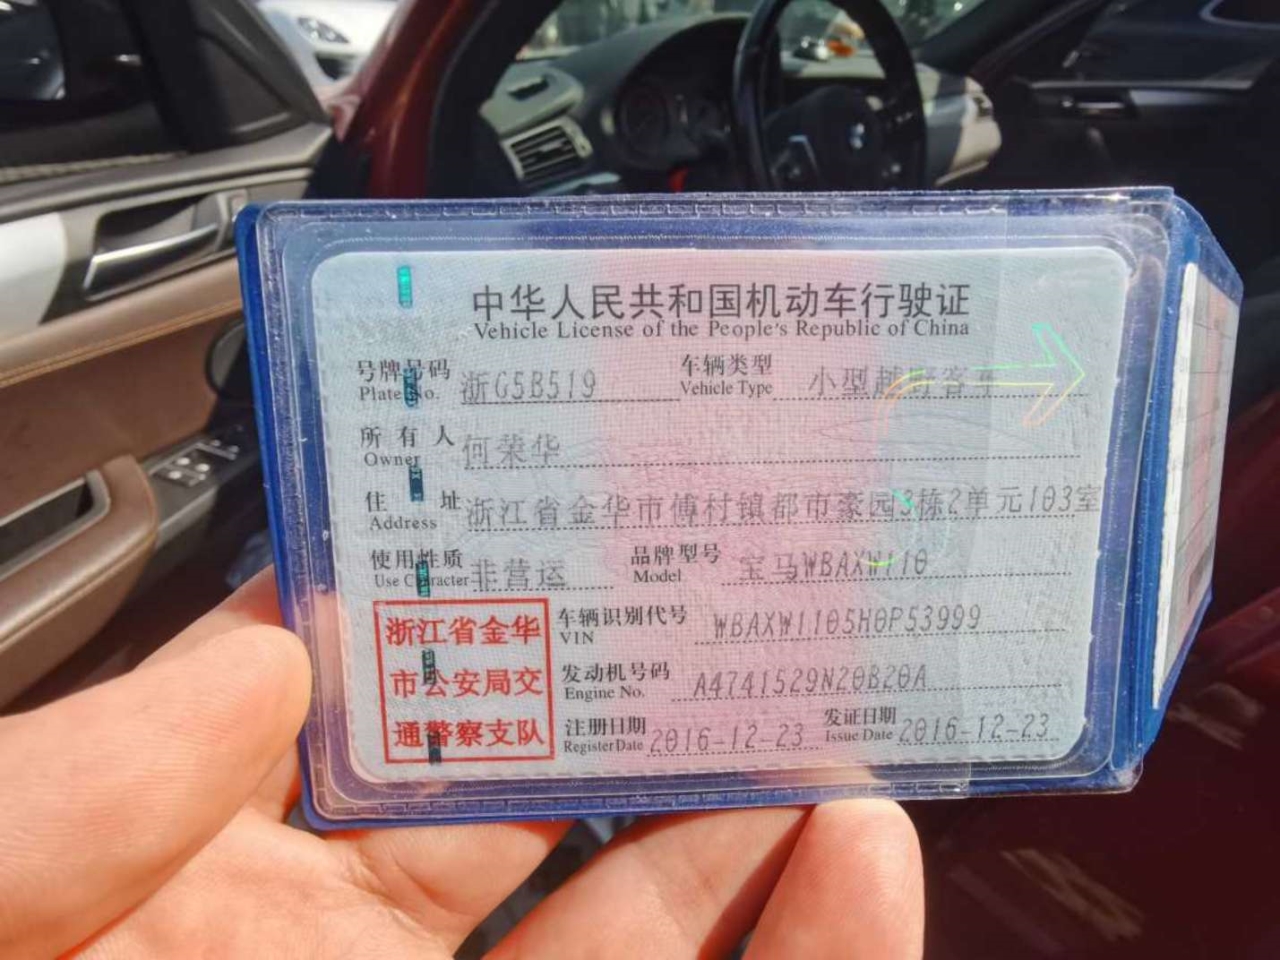 中华人民共和国机动车行驶证
Vehicle License of the People's Republic of China
号牌号码 浙G5B519 车辆类型 小型越野客车
Plate No. Vehicle Type
所有人 何荣华
Owner
住址 浙江省金华市傅村镇都市豪园3栋2单元103室
Address
使用性质 非营运 品牌型号 宝马WBAXW110
Use Character Model
浙江省金华
市公安局交
通警察支队
车辆识别代号 WBAXW1105H0P53999
VIN
发动机号码 A4741529N20B20A
Engine No.
注册日期 2016-12-23 发证日期 2016-12-23
Register Date Issue Date